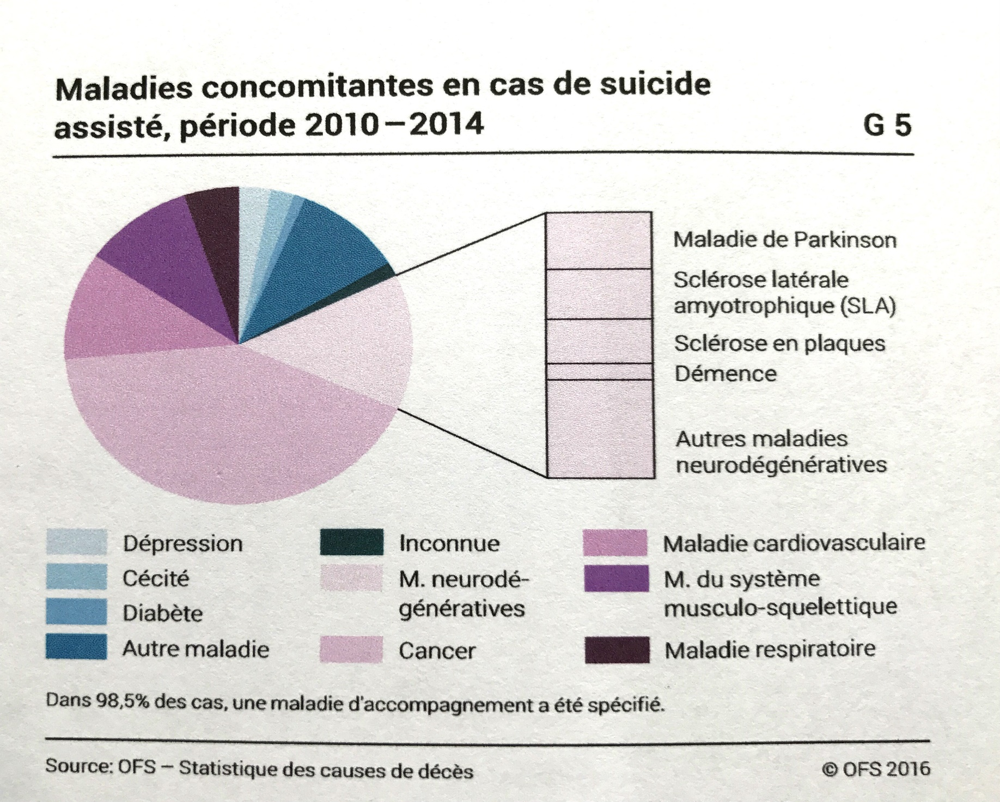 Maladies concomitantes en cas de suicide
assisté, période 2010 – 2014
G 5
Maladie de Parkinson
Sclérose latérale
amyotrophique (SLA)
Sclérose en plaques
Démence
Autres maladies
neurodégénératives
Dépression
Cécité
Diabète
Autre maladie
Inconnue
M. neurodé-
génératives
Cancer
Maladie cardiovasculaire
M. du système
musculo-squelettique
Maladie respiratoire
Dans 98,5% des cas, une maladie d'accompagnement a été spécifié.
Source: OFS – Statistique des causes de décès
© OFS 2016